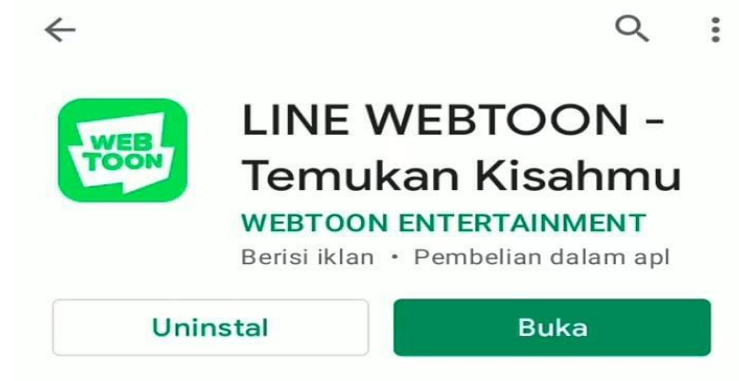 WEB
TOON
LINE WEBTOON -
Temukan Kisahmu
WEBTOON ENTERTAINMENT
Berisi iklan • Pembelian dalam apl
Uninstal
Buka